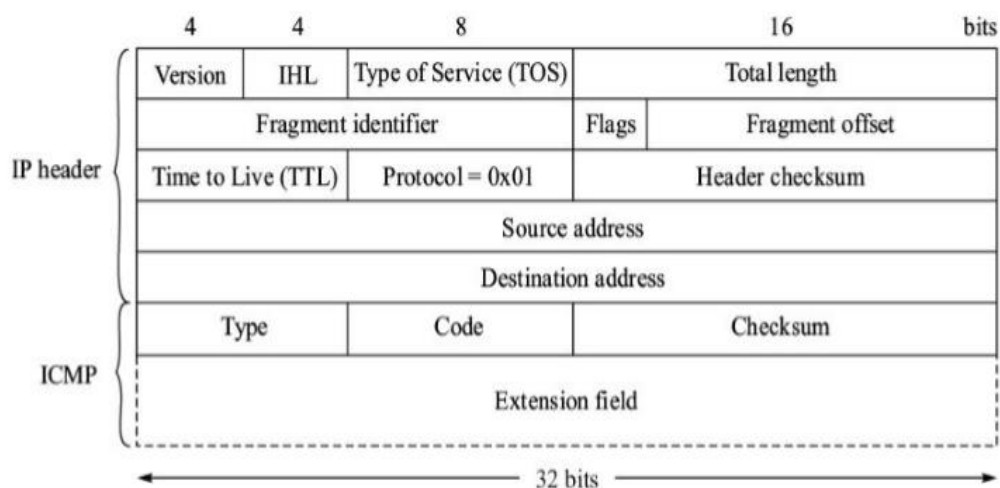 4 4 8 16 bits
Version IHL Type of Service (TOS) Total length
Fragment identifier Flags Fragment offset
IP header Time to Live (TTL) Protocol = 0x01 Header checksum
Source address
Destination address
Type Code Checksum
ICMP
Extension field
32 bits